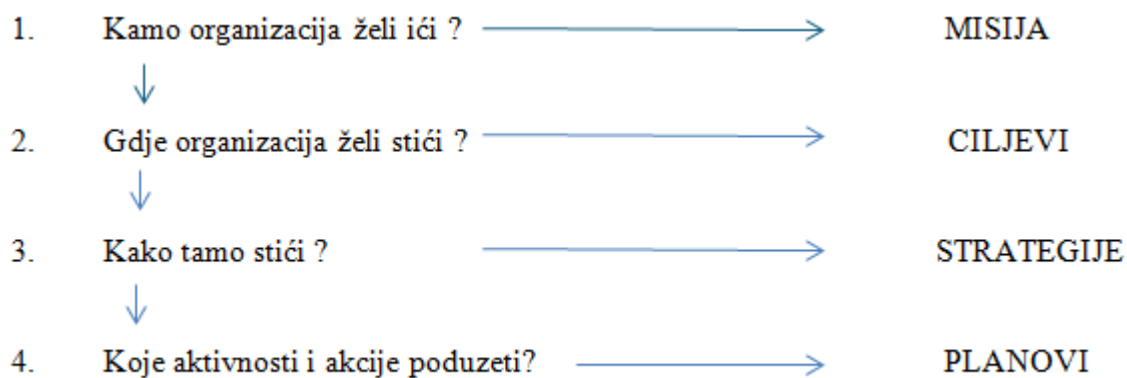 1. Kamo organizacija želi ići ? MISIJA
2. Gdje organizacija želi stići ? CILJEVI
3. Kako tamo stići ? STRATEGIJE
4. Koje aktivnosti i akcije poduzeti? PLANOVI